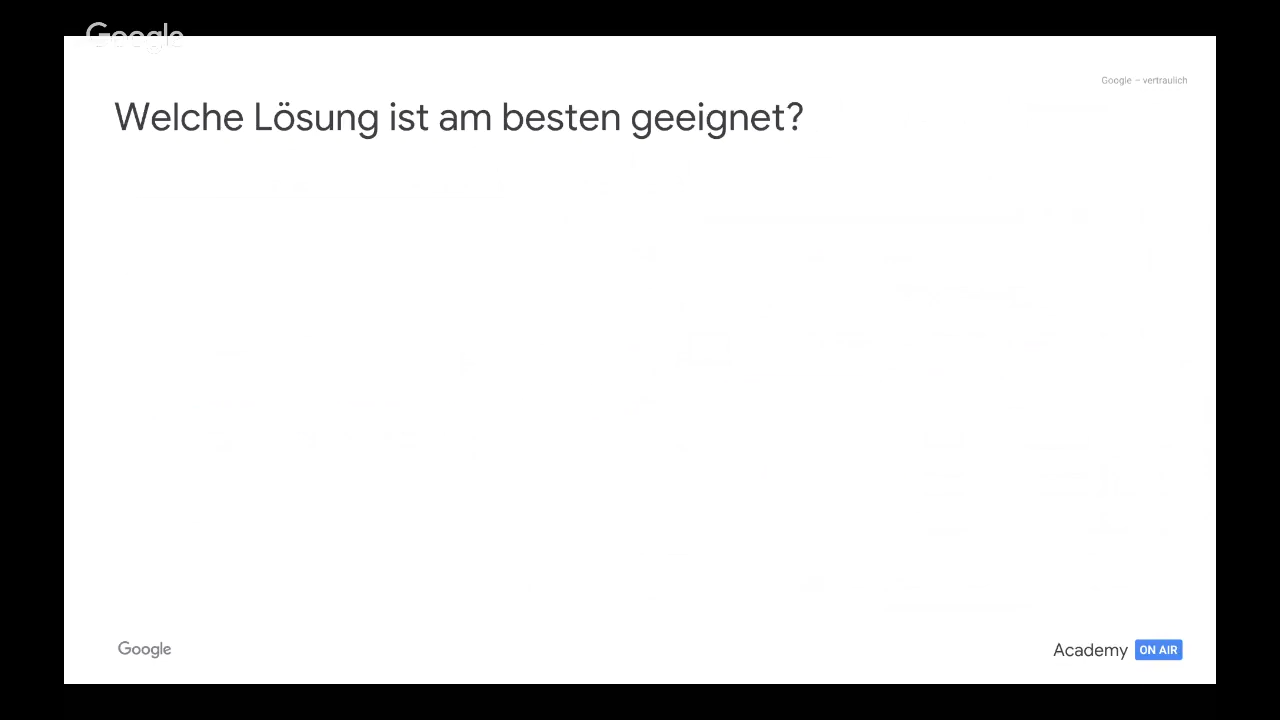 Google
Google – vertraulich
Welche Lösung ist am besten geeignet?
Google
Academy ON AIR